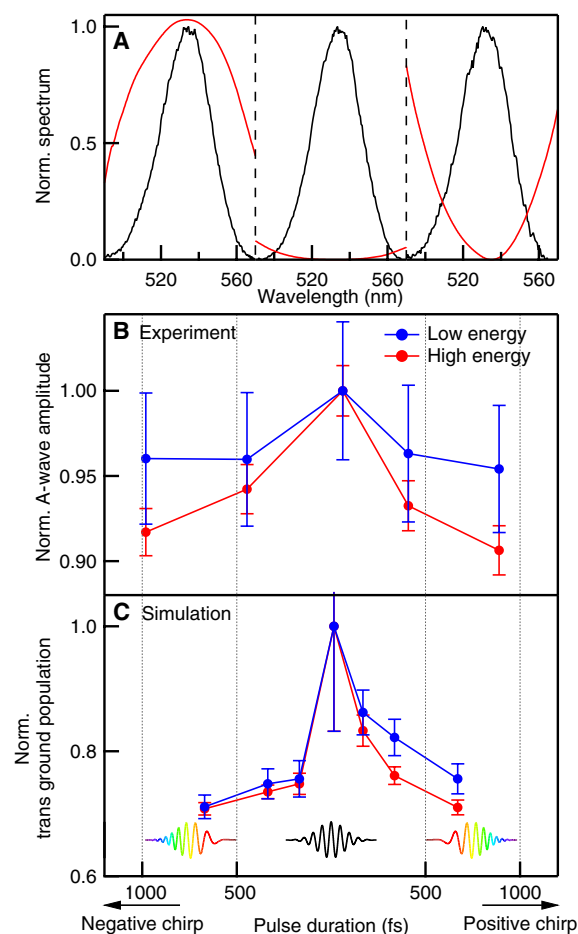 A
1.0
0.5
0.0
Norm. spectrum
520 560 520 560 520 560
Wavelength (nm)
B Experiment
Low energy
High energy
1.00
0.95
0.90
Norm. A-wave amplitude
C Simulation
1.0
0.8
0.6
Norm.
trans ground population
1000 500 500 1000
Negative chirp Pulse duration (fs) Positive chirp